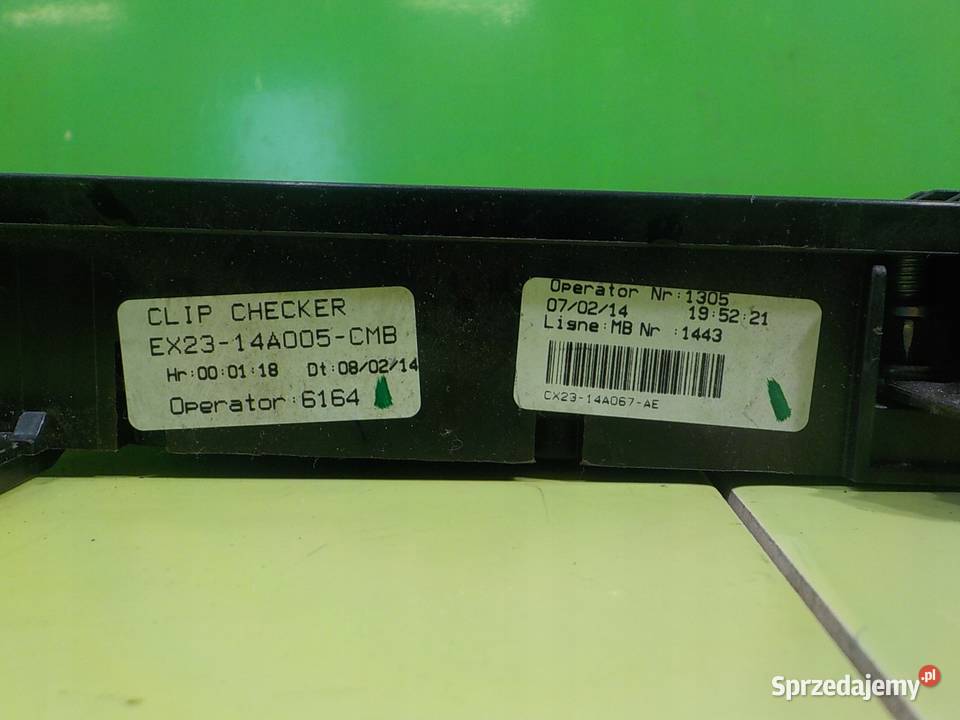 CLIP CHECKER
EX23-14A005-CMB
Hr:00:01:18 Dt:08/02/14
Operator:6164
Operator Nr:1305
07/02/14 19:52:21
Ligne:MB Nr :1443
CX23-14A067-AE
Sprzedajemy.pl